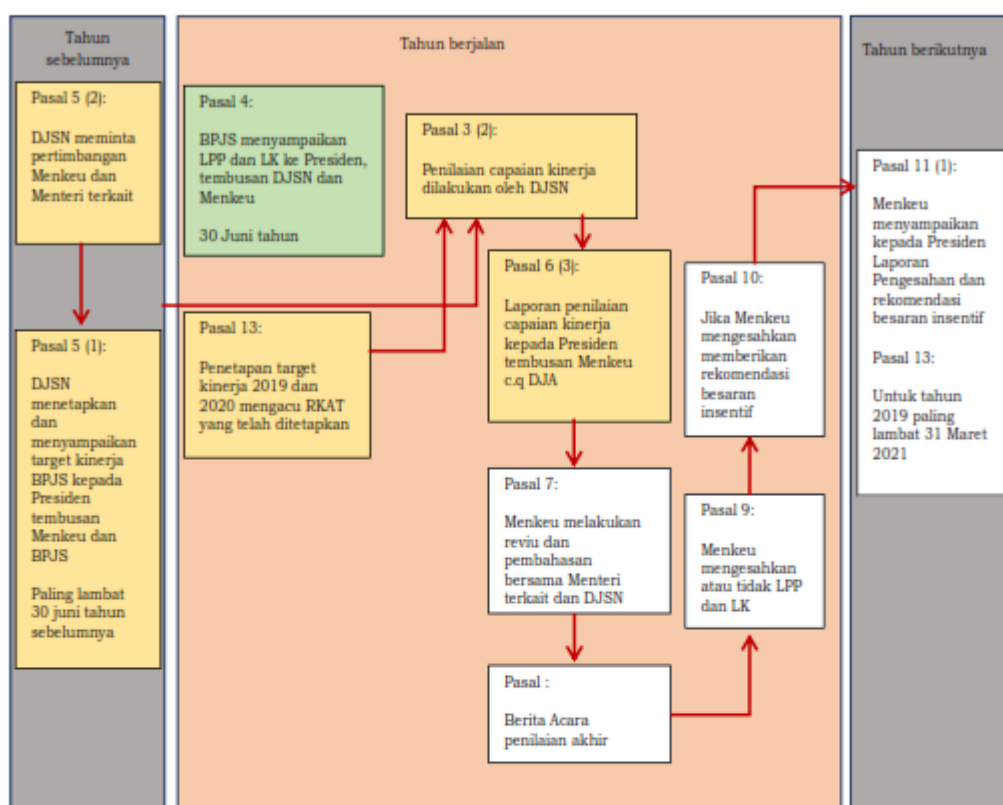 Tahun
sebelumnya
Pasal 5 (2):
DJSN meminta
pertimbangan
Menkeu dan
Menteri terkait
Pasal 5 (1):
DJSN
menetapkan
dan
menyampaikan
target kinerja
BPJS kepada
Presiden
tembusan
Menkeu dan
BPJS
Paling lambat
30 juni tahun
sebelumnya
Tahun berjalan
Pasal 4:
BPJS menyampaikan
LPP dan LK ke Presiden,
tembusan DJSN dan
Menkeu
30 Juni tahun
Pasal 13:
Penetapan target
kinerja 2019 dan
2020 mengacu RKAT
yang telah ditetapkan
Pasal 3 (2):
Penilaian capaian kinerja
dilakukan oleh DJSN
Pasal 6 (3):
Laporan penilaian
capaian kinerja
kepada Presiden
tembusan Menkeu
c.q DJA
Pasal 7:
Menkeu melakukan
reviu dan
pembahasan
bersama Menteri
terkait dan DJSN
Pasal :
Berita Acara
penilaian akhir
Pasal 9:
Menkeu
mengesahkan
atau tidak LPP
dan LK
Pasal 10:
Jika Menkeu
mengesahkan
memberikan
rekomendasi
besaran
insentif
Tahun berikutnya
Pasal 11 (1):
Menkeu
menyampaikan
kepada Presiden
Laporan
Pengesahan dan
rekomendasi
besaran insentif
Pasal 13:
Untuk tahun
2019 paling
lambat 31 Maret
2021